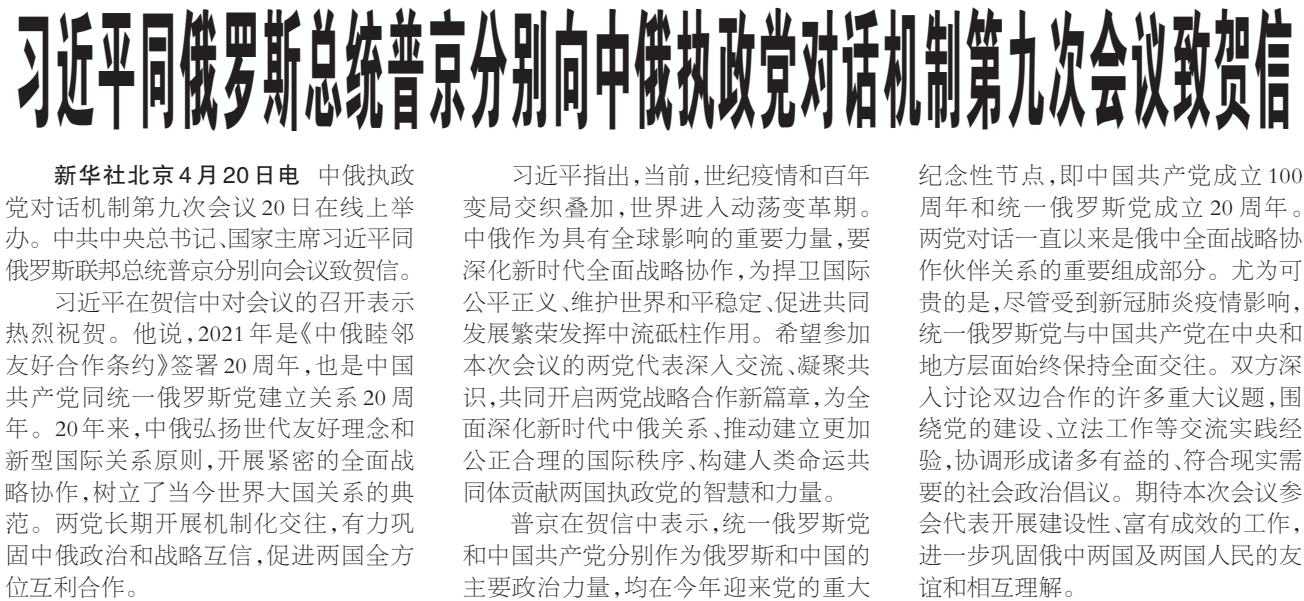 习近平同俄罗斯总统普京分别向中俄执政党对话机制第九次会议致贺信
新华社北京4月20日电 中俄执政
党对话机制第九次会议20日在线上举
办。中共中央总书记、国家主席习近平同
俄罗斯联邦总统普京分别向会议致贺信。
习近平在贺信中对会议的召开表示
热烈祝贺。他说，2021年是《中俄睦邻
友好合作条约》签署20周年，也是中国
共产党同统一俄罗斯党建立关系20周
年。20年来，中俄弘扬世代友好理念和
新型国际关系原则，开展紧密的全面战
略协作，树立了当今世界大国关系的典
范。两党长期开展机制化交往，有力巩
固中俄政治和战略互信，促进两国全方
位互利合作。
习近平指出，当前，世纪疫情和百年
变局交织叠加，世界进入动荡变革期。
中俄作为具有全球影响的重要力量，要
深化新时代全面战略协作，为捍卫国际
公平正义、维护世界和平稳定、促进共同
发展繁荣发挥中流砥柱作用。希望参加
本次会议的两党代表深入交流、凝聚共
识，共同开启两党战略合作新篇章，为全
面深化新时代中俄关系、推动建立更加
公正合理的国际秩序、构建人类命运共
同体贡献两国执政党的智慧和力量。
普京在贺信中表示，统一俄罗斯党
和中国共产党分别作为俄罗斯和中国的
主要政治力量，均在今年迎来党的重大
纪念性节点，即中国共产党成立100
周年和统一俄罗斯党成立20周年。
两党对话一直以来是俄中全面战略协
作伙伴关系的重要组成部分。尤为可
贵的是，尽管受到新冠肺炎疫情影响，
统一俄罗斯党与中国共产党在中央和
地方层面始终保持全面交往。双方深
入讨论双边合作的许多重大议题，围
绕党的建设、立法工作等交流实践经
验，协调形成诸多有益的、符合现实需
要的社会政治倡议。期待本次会议参
会代表开展建设性、富有成效的工作，
进一步巩固俄中两国及两国人民的友
谊和相互理解。